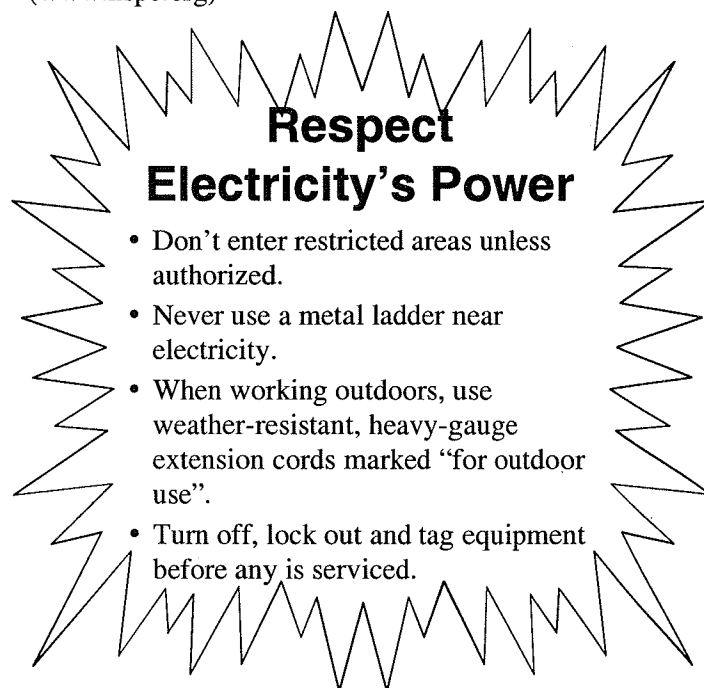 Respect
Electricity's Power
• Don't enter restricted areas unless
authorized.
• Never use a metal ladder near
electricity.
• When working outdoors, use
weather-resistant, heavy-gauge
extension cords marked “for outdoor
use”.
• Turn off, lock out and tag equipment
before any is serviced.